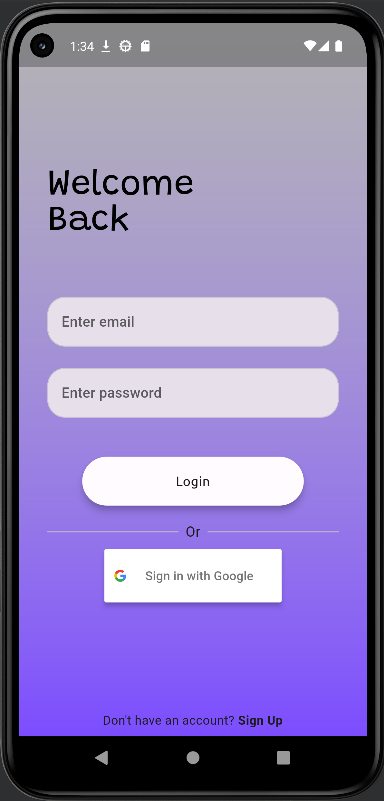 1:34
Welcome
Back
Enter email
Enter password
Login
Or
Sign in with Google
Don't have an account? Sign Up